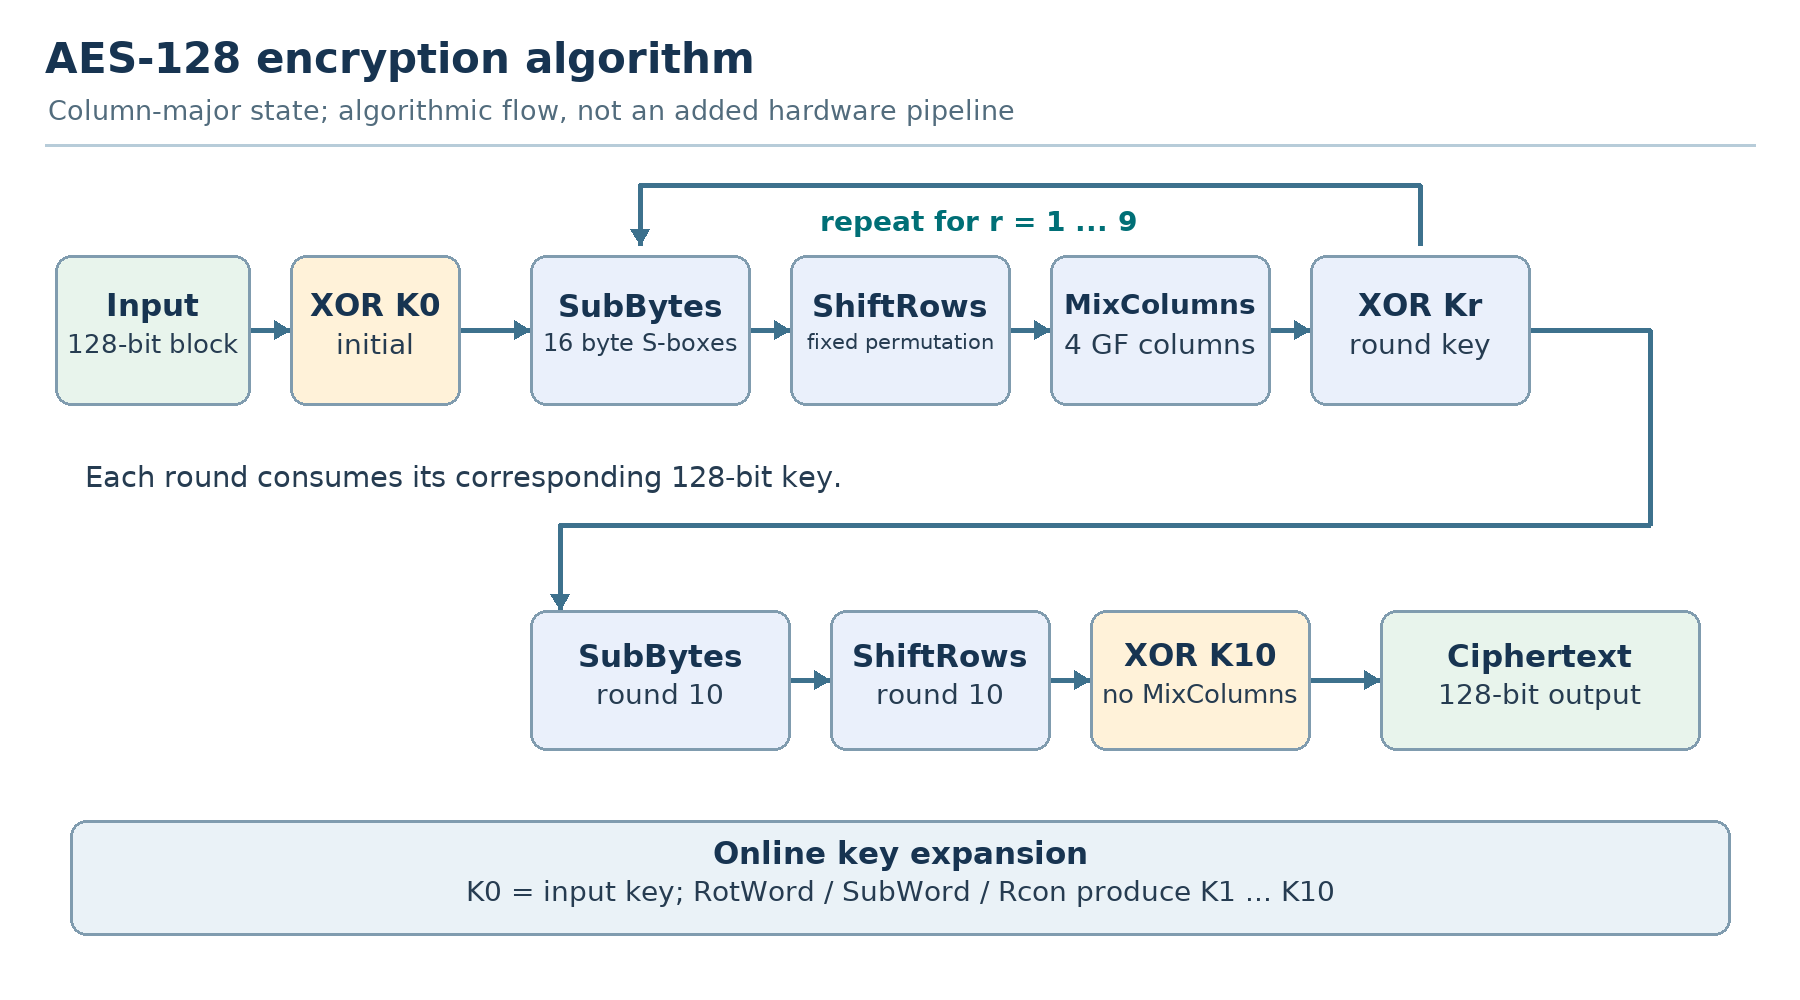 AES-128 encryption algorithm
Column-major state; algorithmic flow, not an added hardware pipeline
repeat for r = 1 ... 9
Input
128-bit block
XOR K0
initial
SubBytes
16 byte S-boxes
ShiftRows
fixed permutation
MixColumns
4 GF columns
XOR Kr
round key
Each round consumes its corresponding 128-bit key.
SubBytes
round 10
ShiftRows
round 10
XOR K10
no MixColumns
Ciphertext
128-bit output
Online key expansion
K0 = input key; RotWord / SubWord / Rcon produce K1 ... K10